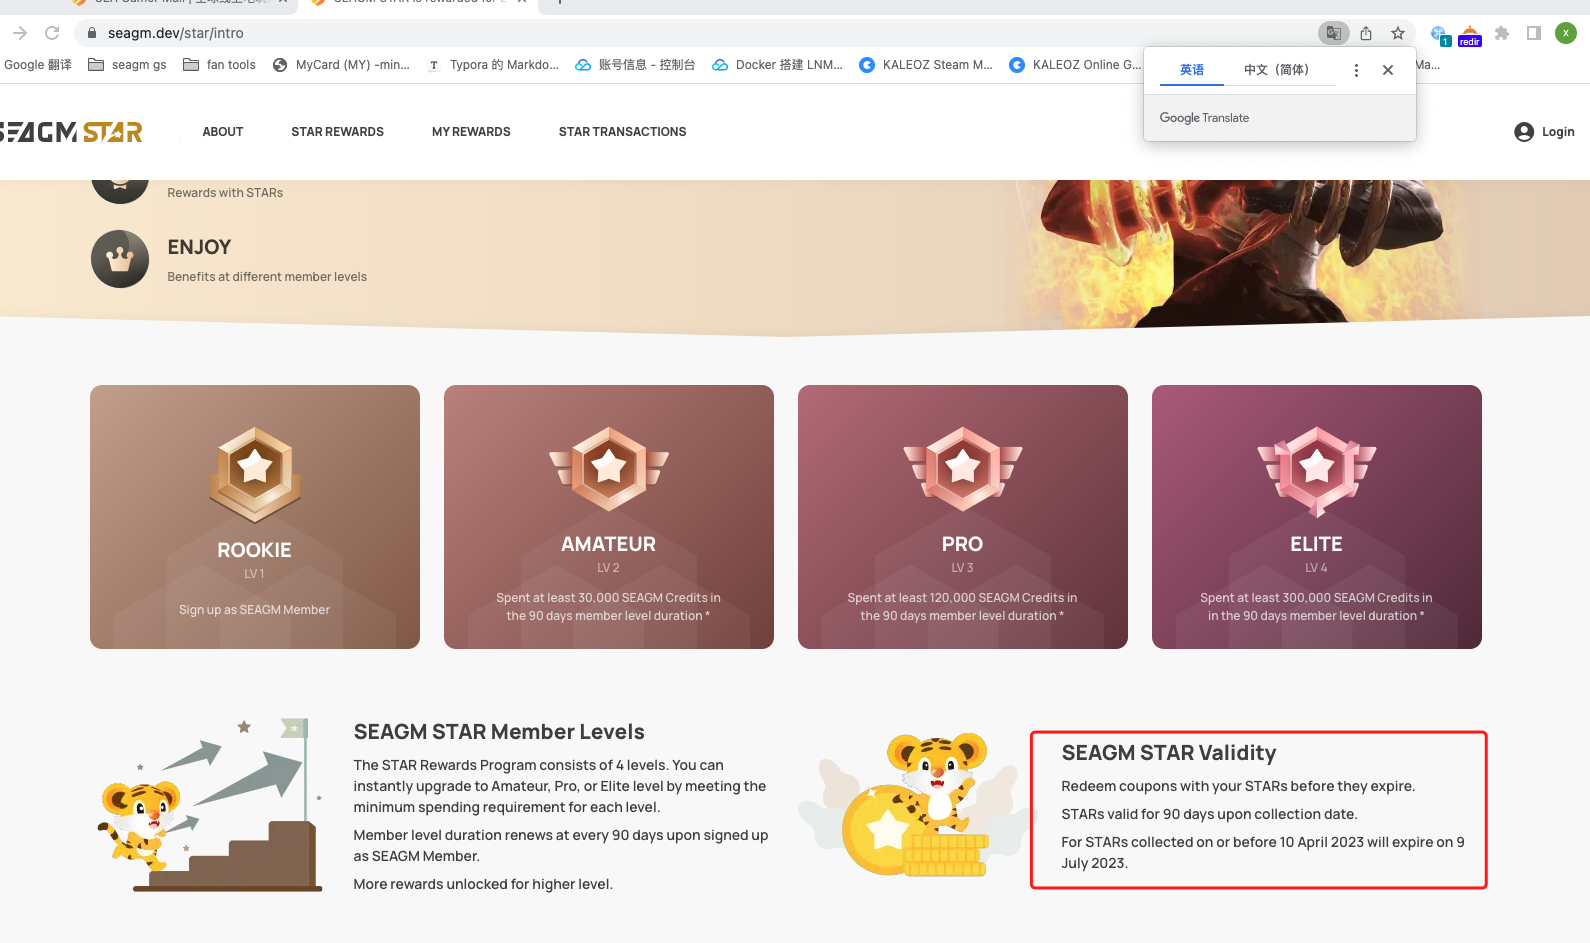 seagm.dev/star/intro
1
redir
X
Google 翻译
seagm gs
fan tools
MyCard (MY) -min...
T
Typora 的 Markdo...
账号信息 - 控制台
Docker 搭建 LNM...
KALEOZ Steam M...
KALEOZ Online G...
Ma...
英语
中文（简体）
Google Translate
SEAGM STAR
ABOUT
STAR REWARDS
MY REWARDS
STAR TRANSACTIONS
Login
Rewards with STARs
ENJOY
Benefits at different member levels
ROOKIE
LV 1
Sign up as SEAGM Member
AMATEUR
LV 2
Spent at least 30,000 SEAGM Credits in
the 90 days member level duration *
PRO
LV 3
Spent at least 120,000 SEAGM Credits in
the 90 days member level duration *
ELITE
LV 4
Spent at least 300,000 SEAGM Credits in
in the 90 days member level duration *
SEAGM STAR Member Levels
The STAR Rewards Program consists of 4 levels. You can
instantly upgrade to Amateur, Pro, or Elite level by meeting the
minimum spending requirement for each level.
Member level duration renews at every 90 days upon signed up
as SEAGM Member.
More rewards unlocked for higher level.
SEAGM STAR Validity
Redeem coupons with your STARs before they expire.
STARs valid for 90 days upon collection date.
For STARs collected on or before 10 April 2023 will expire on 9
July 2023.